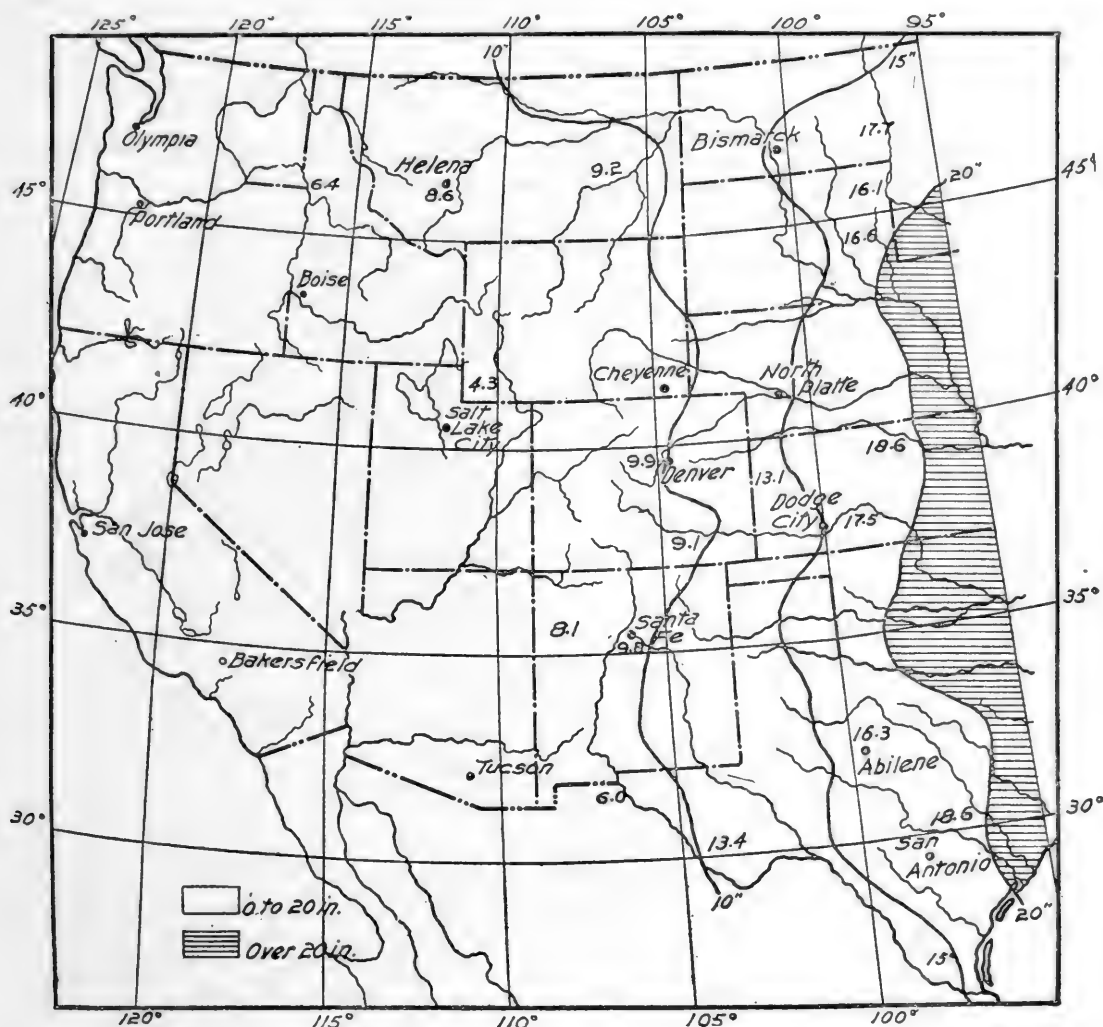 125° 120° 115° 110° 105° 100° 95°
10"
15"
Olympia
Bismarck
17.7
Helena
8.6
9.2
6.4
45°
45°
16.1
20"
Portland
16.6
Boise
4.3
Cheyenne
North
Platte
40°
40°
Salt
Lake
City
18.6
9.9
Denver
13.1
Dodge
City
17.5
San Jose
9.1
35°
35°
8.1
Santa
Fe
9.8
Bakersfield
16.3
Abilene
Tucson
6.0
30°
30°
18.6
San
Antonio
13.4
10"
20"
15"
0 to 20 in.
Over 20 in.
120° 115° 110° 105° 100°